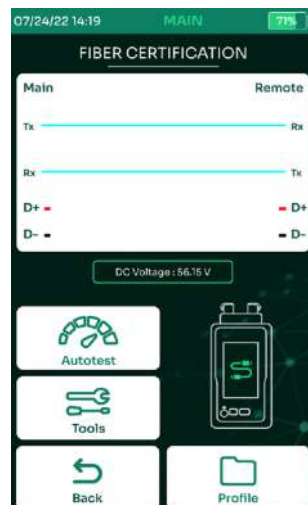 07/24/22 14:19 MAIN 71%
FIBER CERTIFICATION
Main Remote
Tx Rx
Rx Tx
D+ D+
D- D-
DC Voltage : 56.15 V
Autotest
Tools
Back Profile